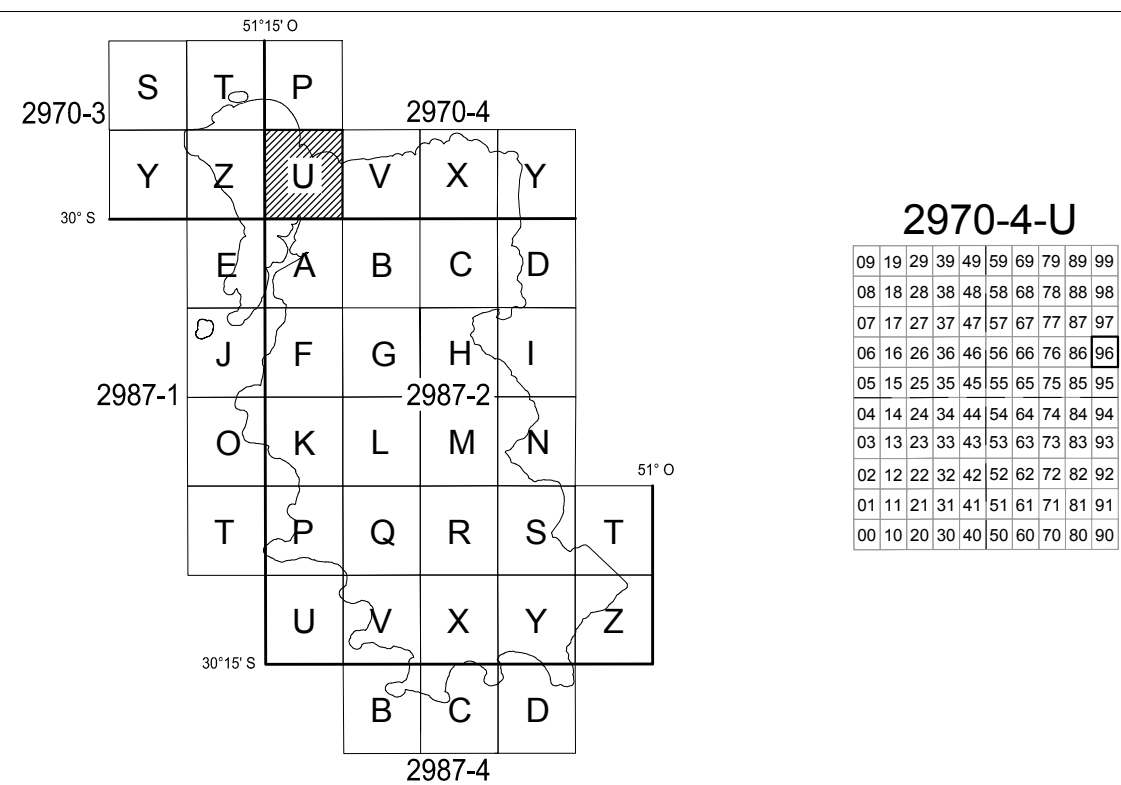 51°15' O
S T P
2970-3 2970-4
Y Z U V X Y
30° S
E A B C D
J F G H I
2987-1 2987-2
O K L M N
51° O
T P Q R S T
U V X Y Z
30°15' S
B C D
2987-4
2970-4-U
09 19 29 39 49 59 69 79 89 99
08 18 28 38 48 58 68 78 88 98
07 17 27 37 47 57 67 77 87 97
06 16 26 36 46 56 66 76 86 96
05 15 25 35 45 55 65 75 85 95
04 14 24 34 44 54 64 74 84 94
03 13 23 33 43 53 63 73 83 93
02 12 22 32 42 52 62 72 82 92
01 11 21 31 41 51 61 71 81 91
00 10 20 30 40 50 60 70 80 90